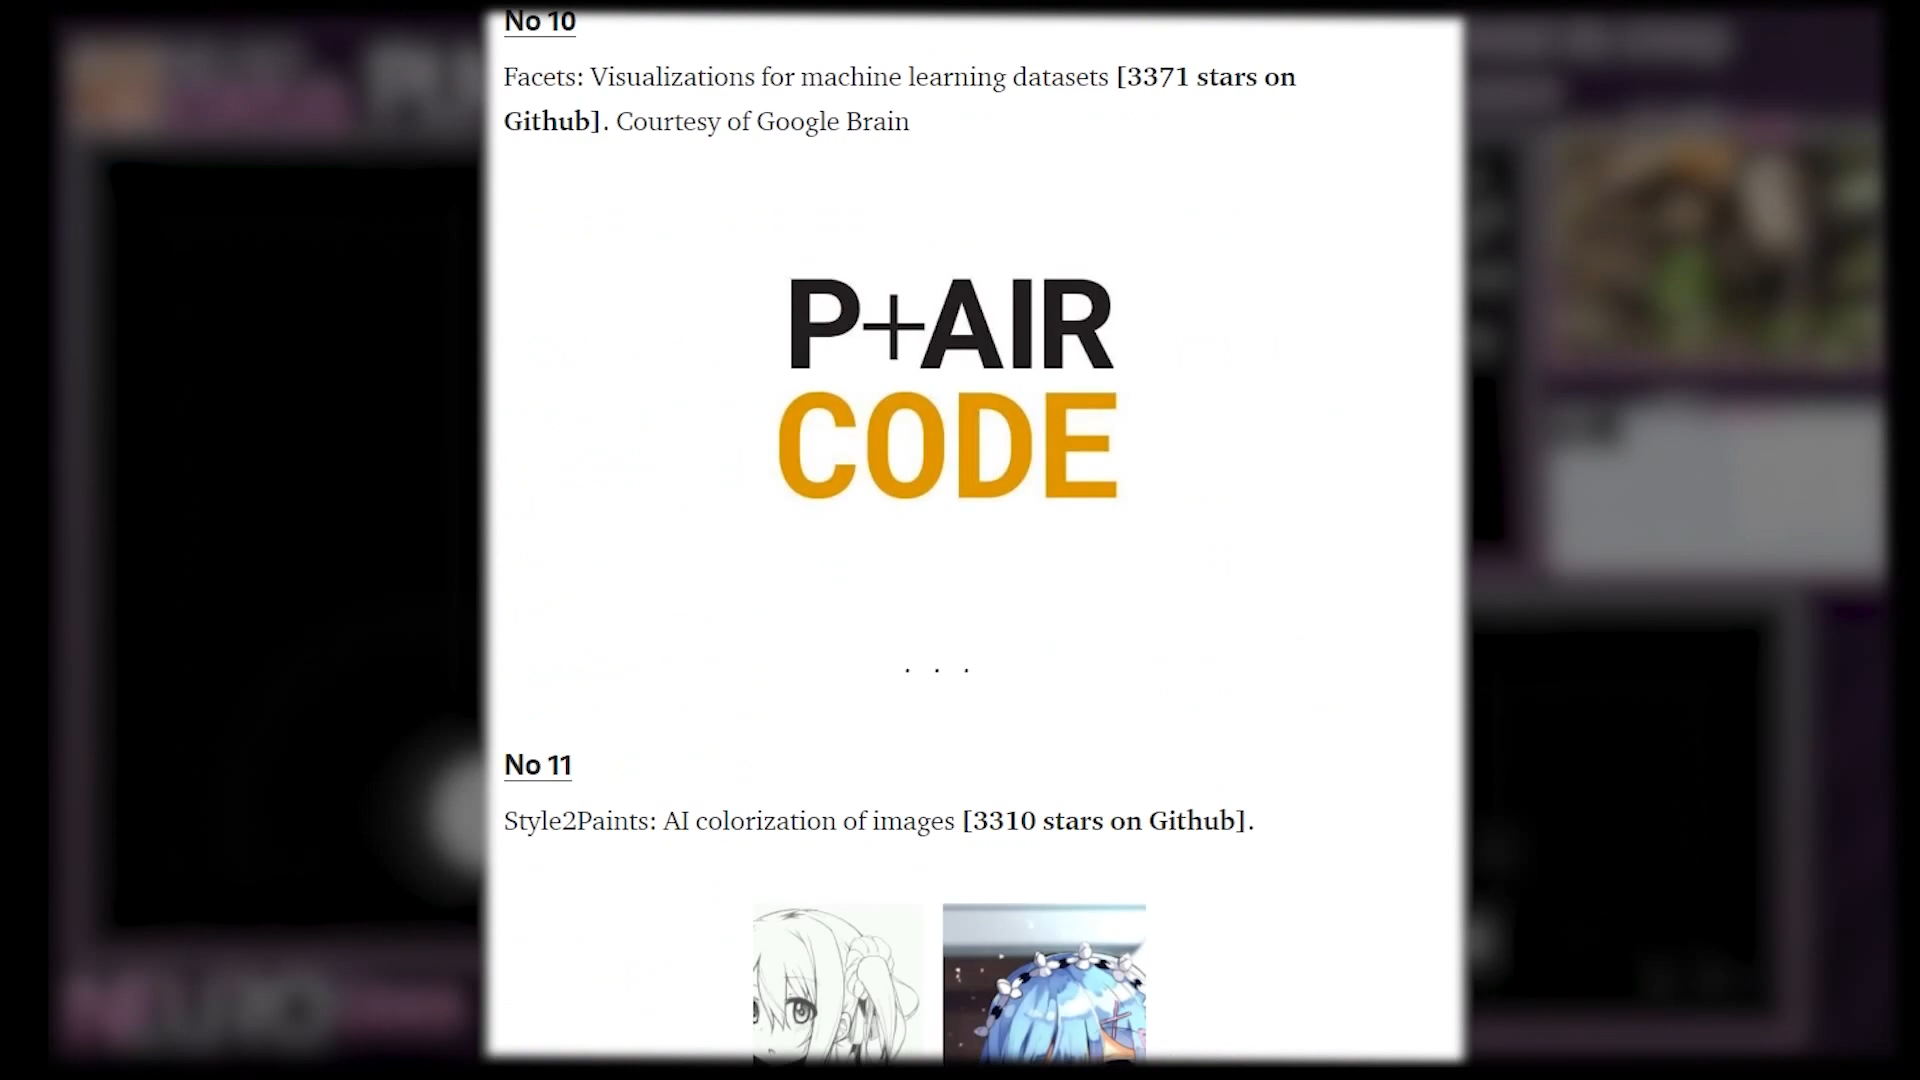 No 10
Facets: Visualizations for machine learning datasets [3371 stars on
Github]. Courtesy of Google Brain
P+AIR
CODE
. . .
No 11
Style2Paints: AI colorization of images [3310 stars on Github].